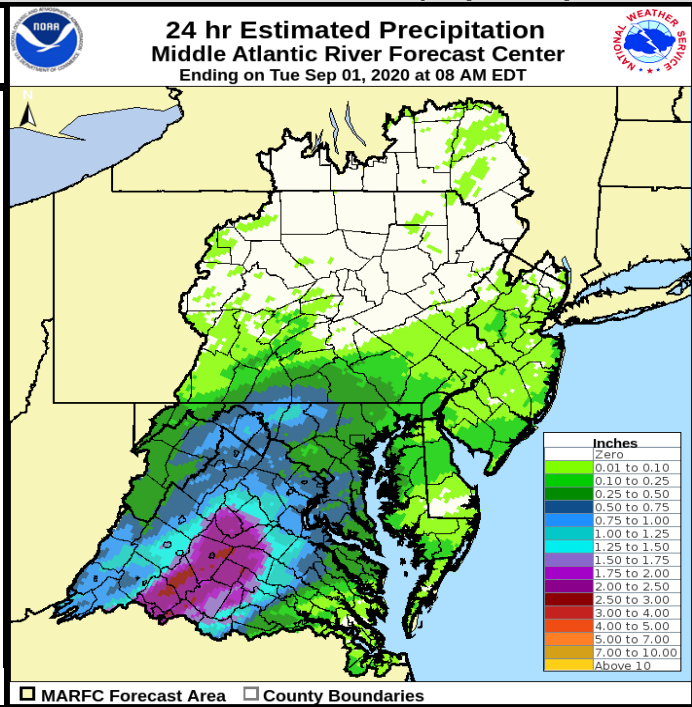 24 hr Estimated Precipitation
Middle Atlantic River Forecast Center
Ending on Tue Sep 01, 2020 at 08 AM EDT
NOAA
NATIONAL WEATHER SERVICE
N
Inches
Zero
0.01 to 0.10
0.10 to 0.25
0.25 to 0.50
0.50 to 0.75
0.75 to 1.00
1.00 to 1.25
1.25 to 1.50
1.50 to 1.75
1.75 to 2.00
2.00 to 2.50
2.50 to 3.00
3.00 to 4.00
4.00 to 5.00
5.00 to 7.00
7.00 to 10.00
Above 10
MARFC Forecast Area County Boundaries